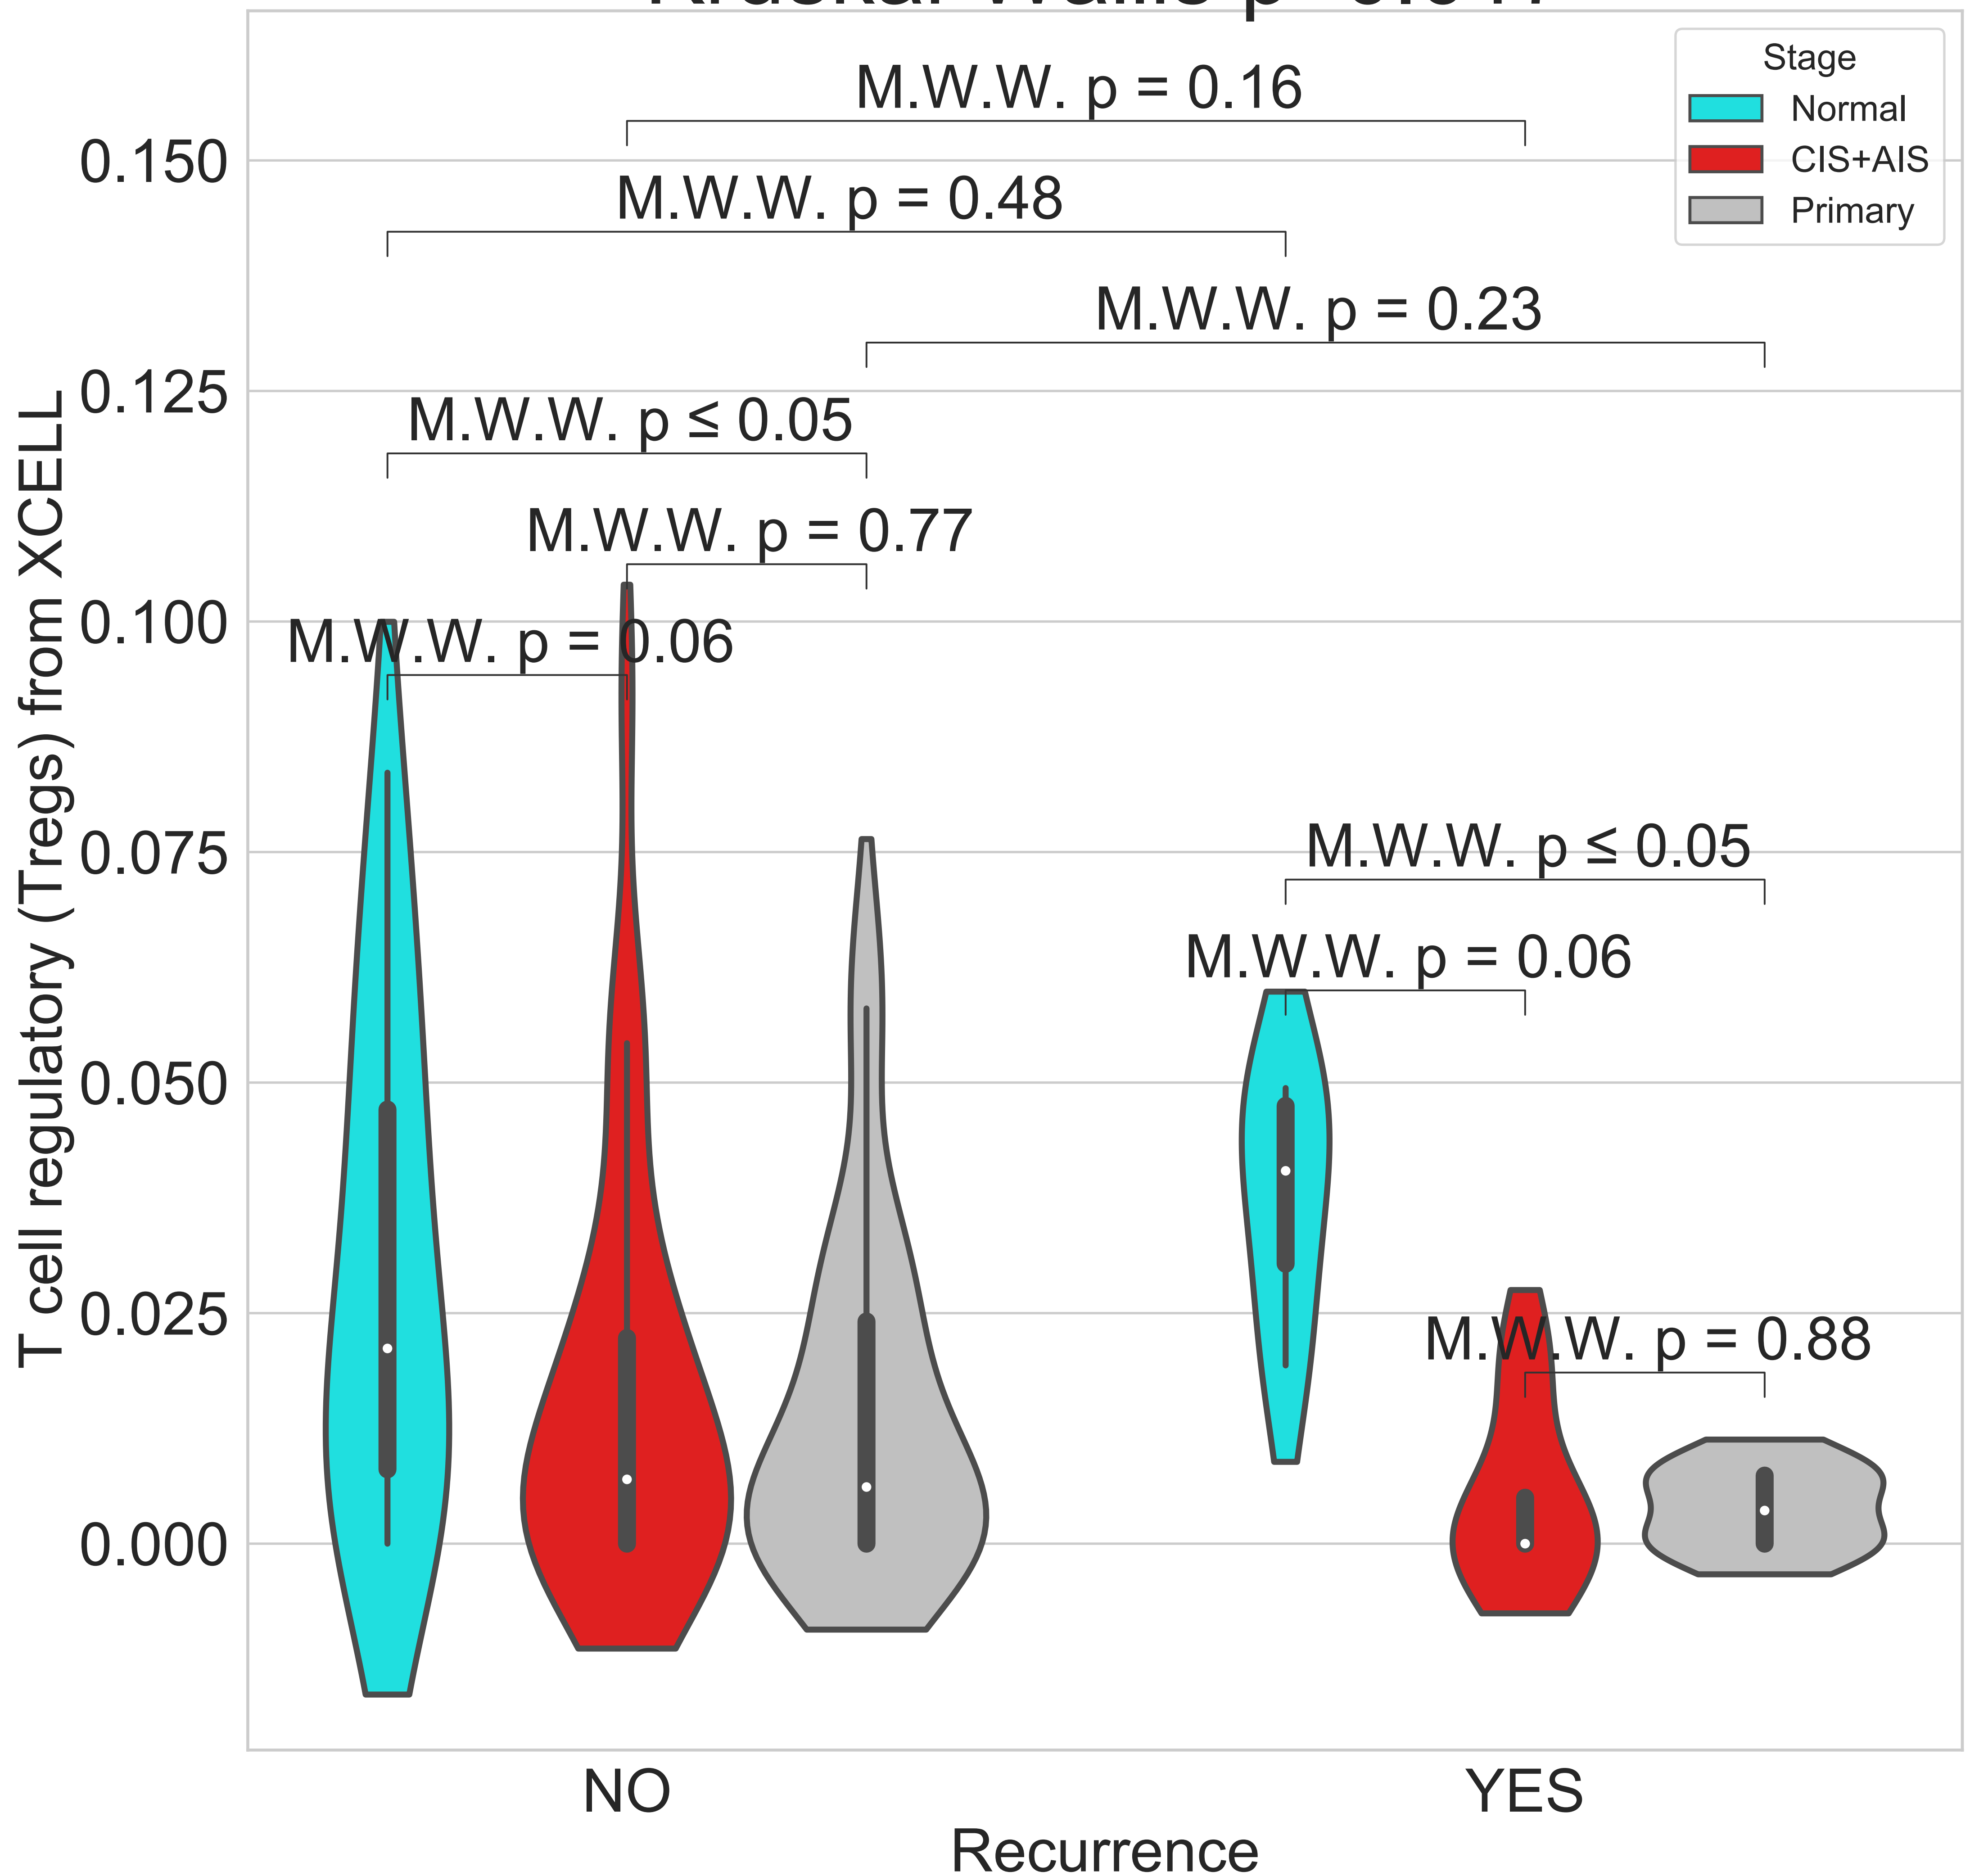 M.W.W. p = 0.16
M.W.W. p = 0.48
M.W.W. p = 0.23
M.W.W. p ≤ 0.05
M.W.W. p = 0.77
M.W.W. p = 0.06
M.W.W. p ≤ 0.05
M.W.W. p = 0.06
M.W.W. p = 0.88
Stage
Normal
CIS+AIS
Primary
0.150
0.125
0.100
0.075
0.050
0.025
0.000
T cell regulatory (Tregs) from XCELL
NO
YES
Recurrence